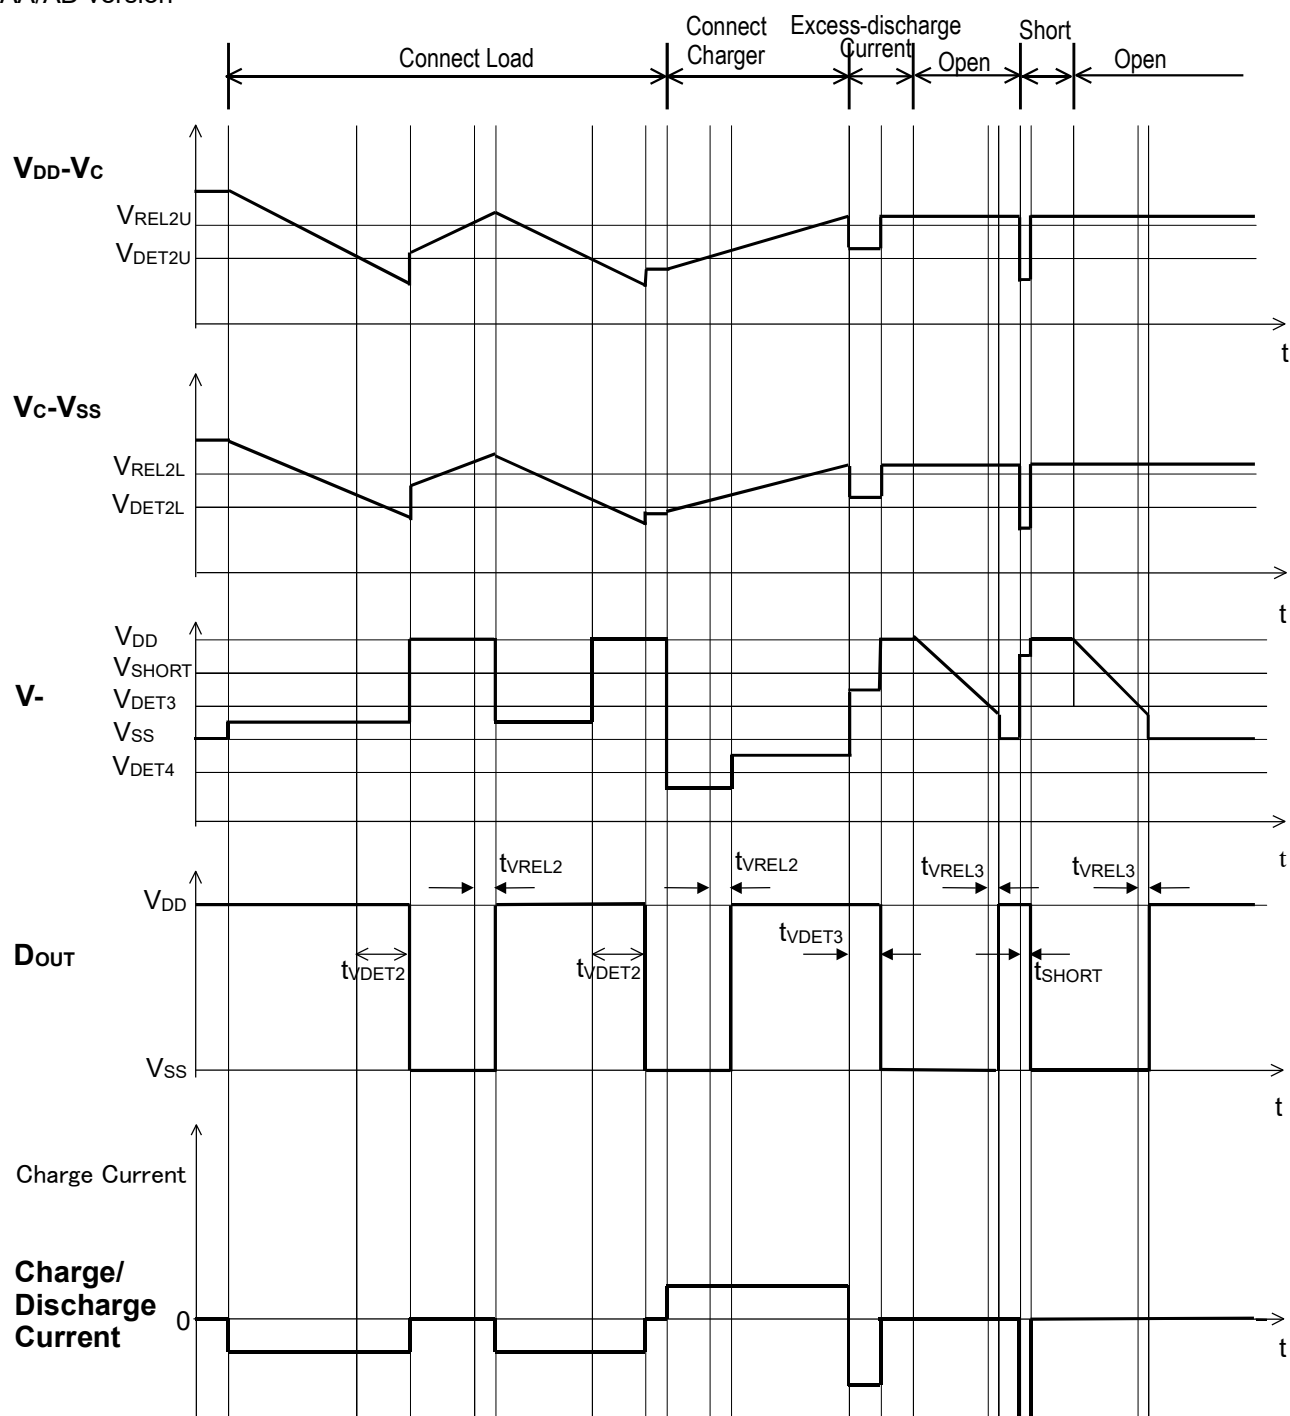 AA/AB version
Connect Load
Connect
Charger
Excess-discharge
Current
Open
Short
Open
VDD-VC
VREL2U
VDET2U
t
VC-VSS
VREL2L
VDET2L
t
V-
VDD
VSHORT
VDET3
VSS
VDET4
t
DOUT
VDD
tVREL2
tVREL2
tVREL3
tVREL3
tVDET2
tVDET2
tVDET3
tSHORT
VSS
t
Charge Current
Charge/
Discharge
Current
0
t